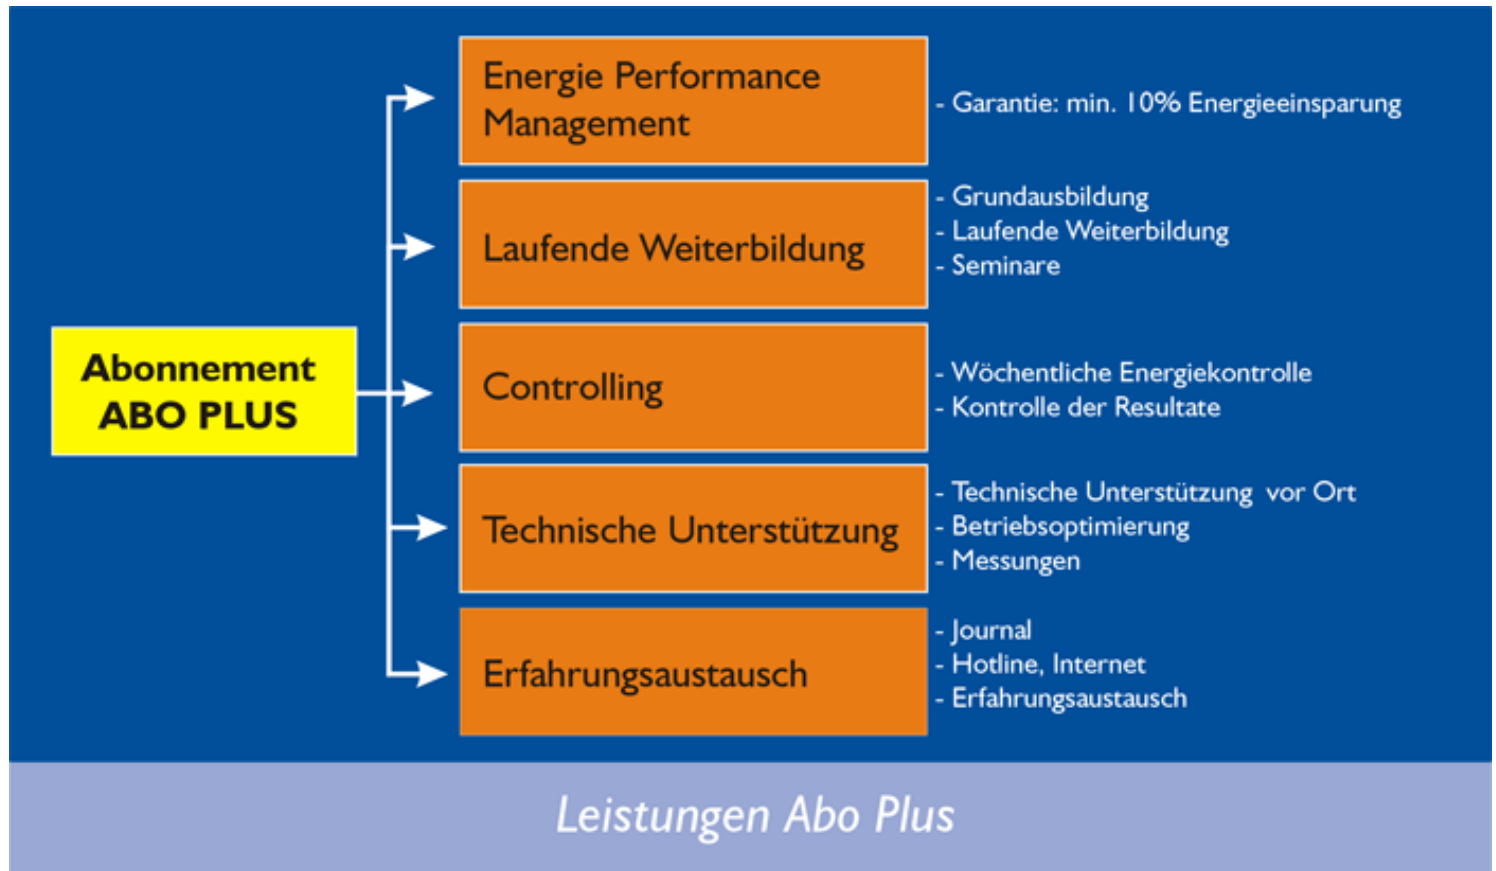 Energie Performance
Management
- Garantie: min. 10% Energieeinsparung
Laufende Weiterbildung
- Grundausbildung
- Laufende Weiterbildung
- Seminare
Abonnement
ABO PLUS
Controlling
- Wöchentliche Energiekontrolle
- Kontrolle der Resultate
Technische Unterstützung
- Technische Unterstützung vor Ort
- Betriebsoptimierung
- Messungen
Erfahrungsaustausch
- Journal
- Hotline, Internet
- Erfahrungsaustausch
Leistungen Abo Plus